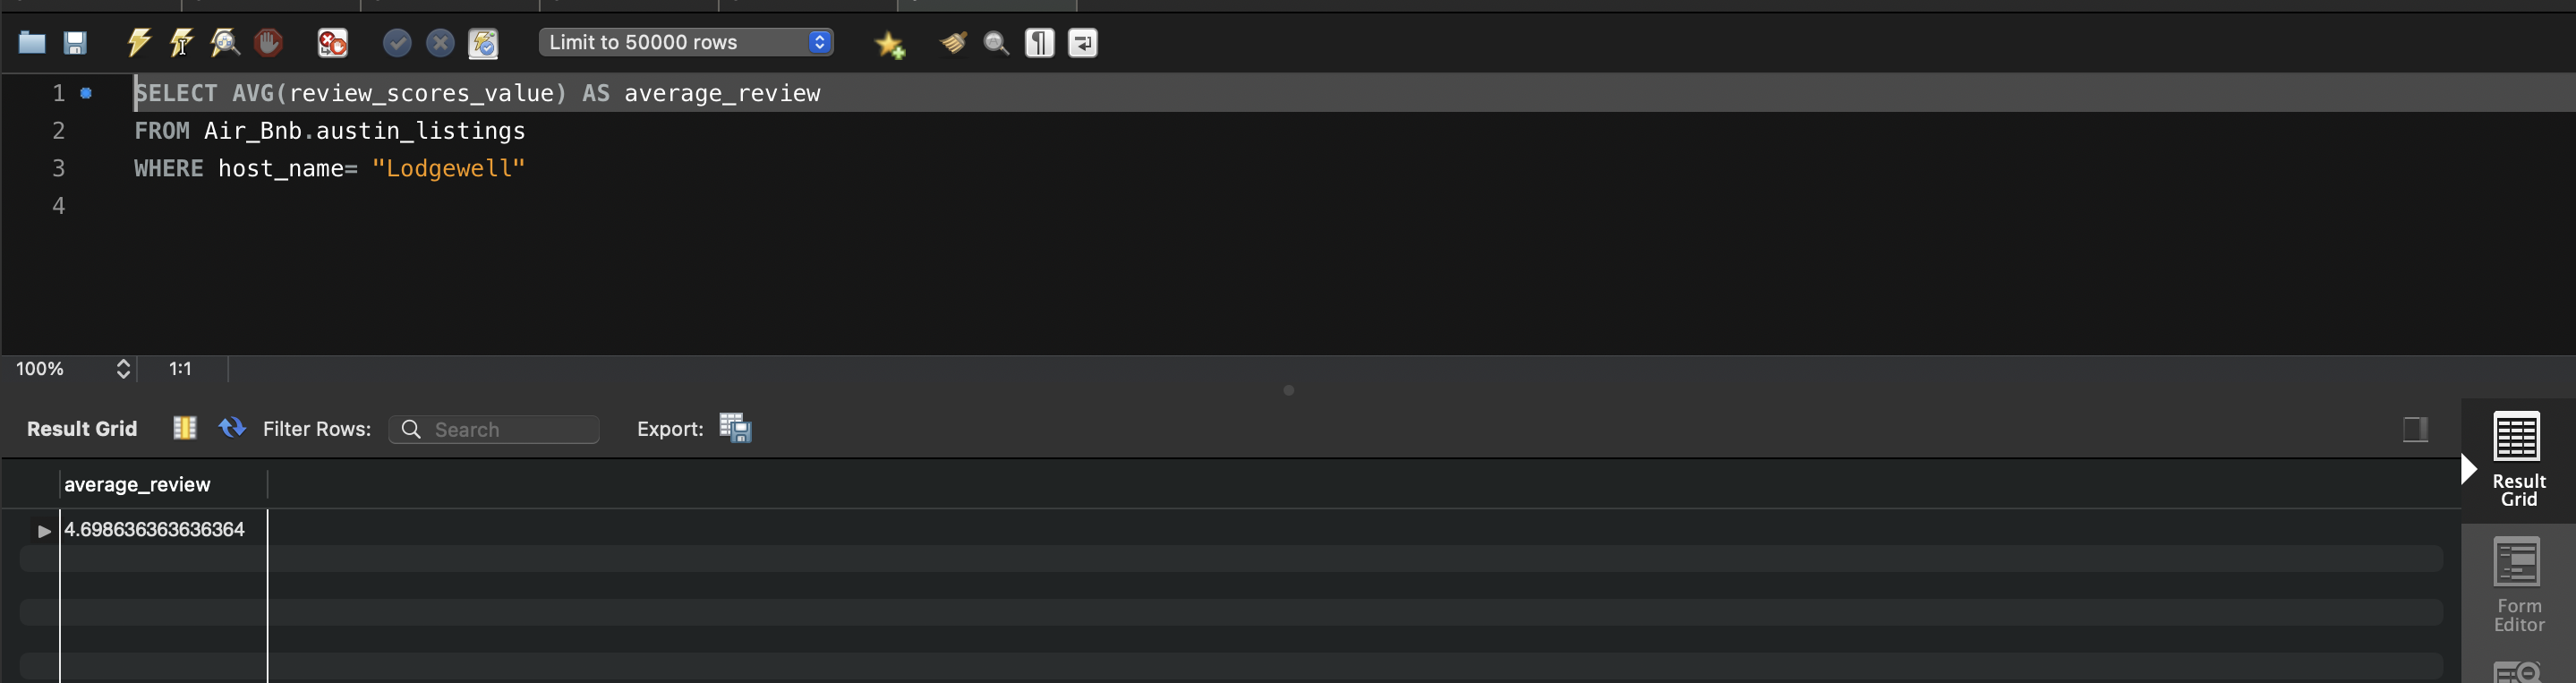 Limit to 50000 rows
1 SELECT AVG(review_scores_value) AS average_review
2 FROM Air_Bnb.austin_listings
3 WHERE host_name= "Lodgewell"
4
100% 1:1
Result Grid Filter Rows: Search Export:
average_review
4.698636363636364
Result
Grid
Form
Editor